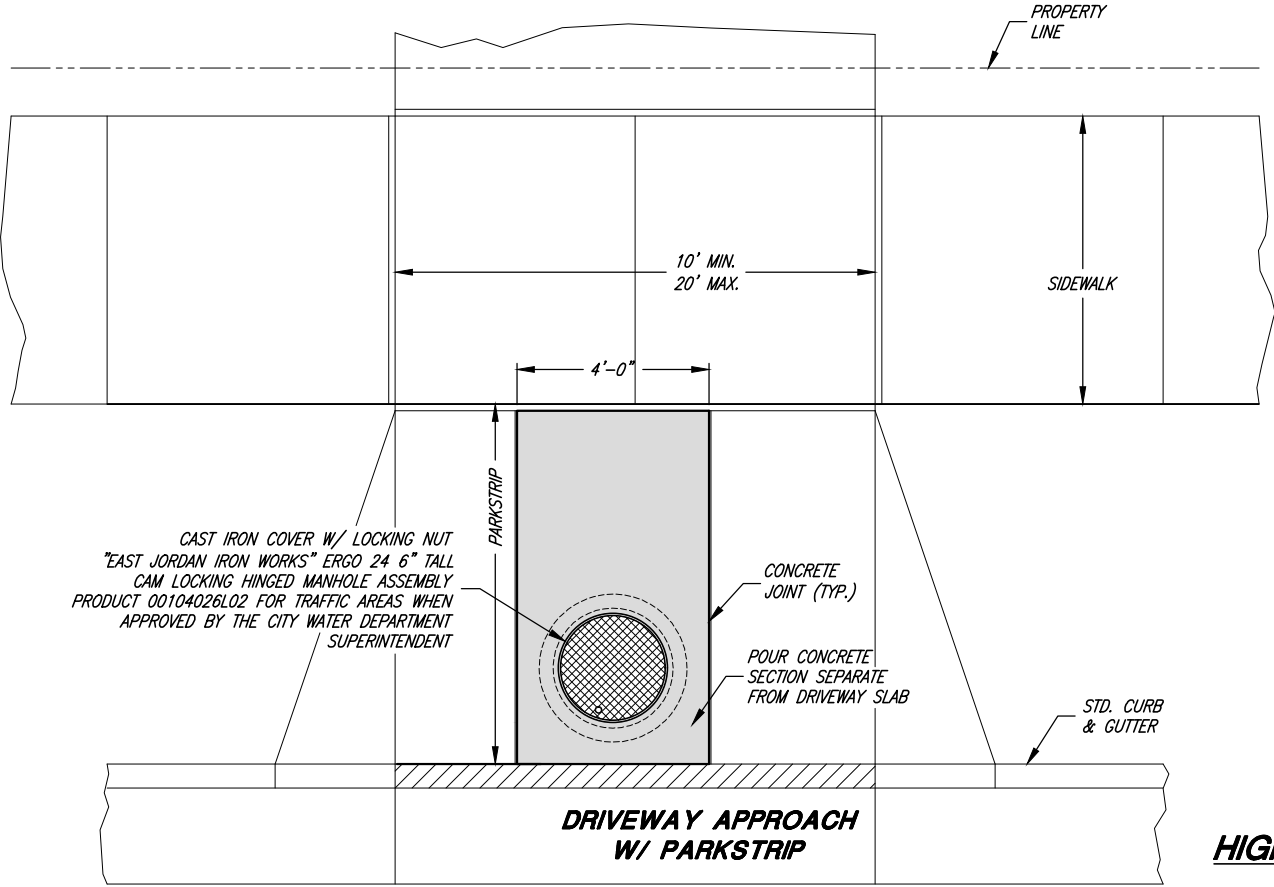 PROPERTY
LINE
10' MIN.
20' MAX.
SIDEWALK
4'-0"
PARKSTRIP
CAST IRON COVER W/ LOCKING NUT
"EAST JORDAN IRON WORKS" ERGO 24 6" TALL
CAM LOCKING HINGED MANHOLE ASSEMBLY
PRODUCT 00104026L02 FOR TRAFFIC AREAS WHEN
APPROVED BY THE CITY WATER DEPARTMENT
SUPERINTENDENT
CONCRETE
JOINT (TYP.)
POUR CONCRETE
SECTION SEPARATE
FROM DRIVEWAY SLAB
STD. CURB
& GUTTER
DRIVEWAY APPROACH
W/ PARKSTRIP